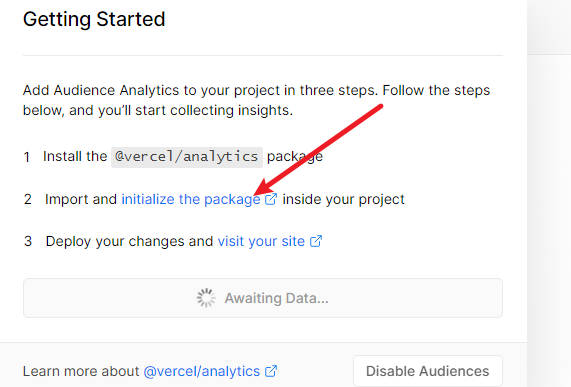 Getting Started
Add Audience Analytics to your project in three steps. Follow the steps
below, and you'll start collecting insights.
1 Install the @vercel/analytics package
2 Import and initialize the package inside your project
3 Deploy your changes and visit your site
Awaiting Data...
Learn more about @vercel/analytics Disable Audiences